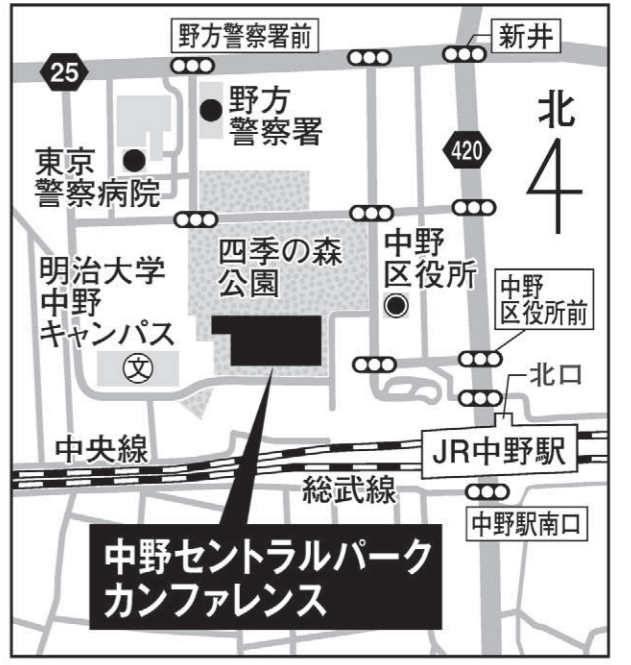 野方警察署前
新井
25
野方
警察署
北
420
東京
警察病院
四季の森
公園
中野
区役所
明治大学
中野
キャンパス
文
中野
区役所前
北口
中央線
JR中野駅
総武線
中野駅南口
中野セントラルパーク
カンファレンス